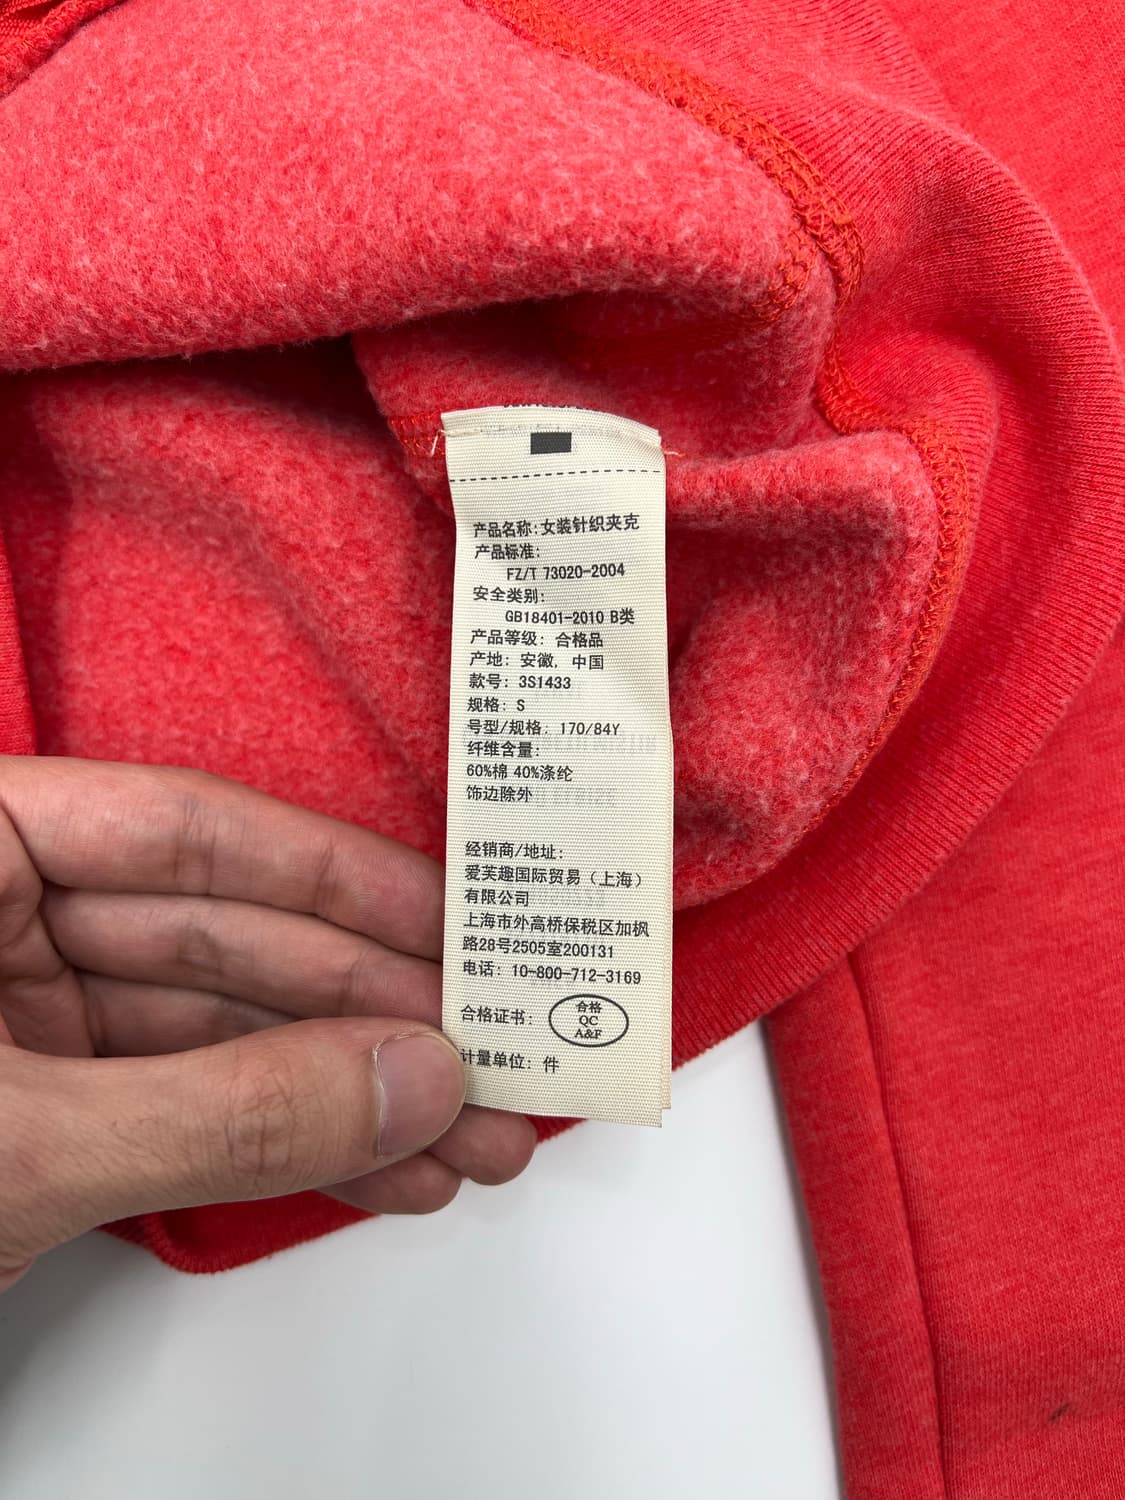 产品名称:女装针织夹克
产品标准:
FZ/T 73020-2004
安全类别:
GB18401-2010 B类
产品等级: 合格品
产地: 安徽, 中国
款号: 3S1433
规格: S
号型/规格: 170/84Y
纤维含量:
60%棉 40%涤纶
饰边除外
经销商/地址:
爱芙趣国际贸易（上海）
有限公司
上海市外高桥保税区加枫
路28号2505室200131
电话: 10-800-712-3169
合格证书:
合格
QC
A&F
计量单位: 件